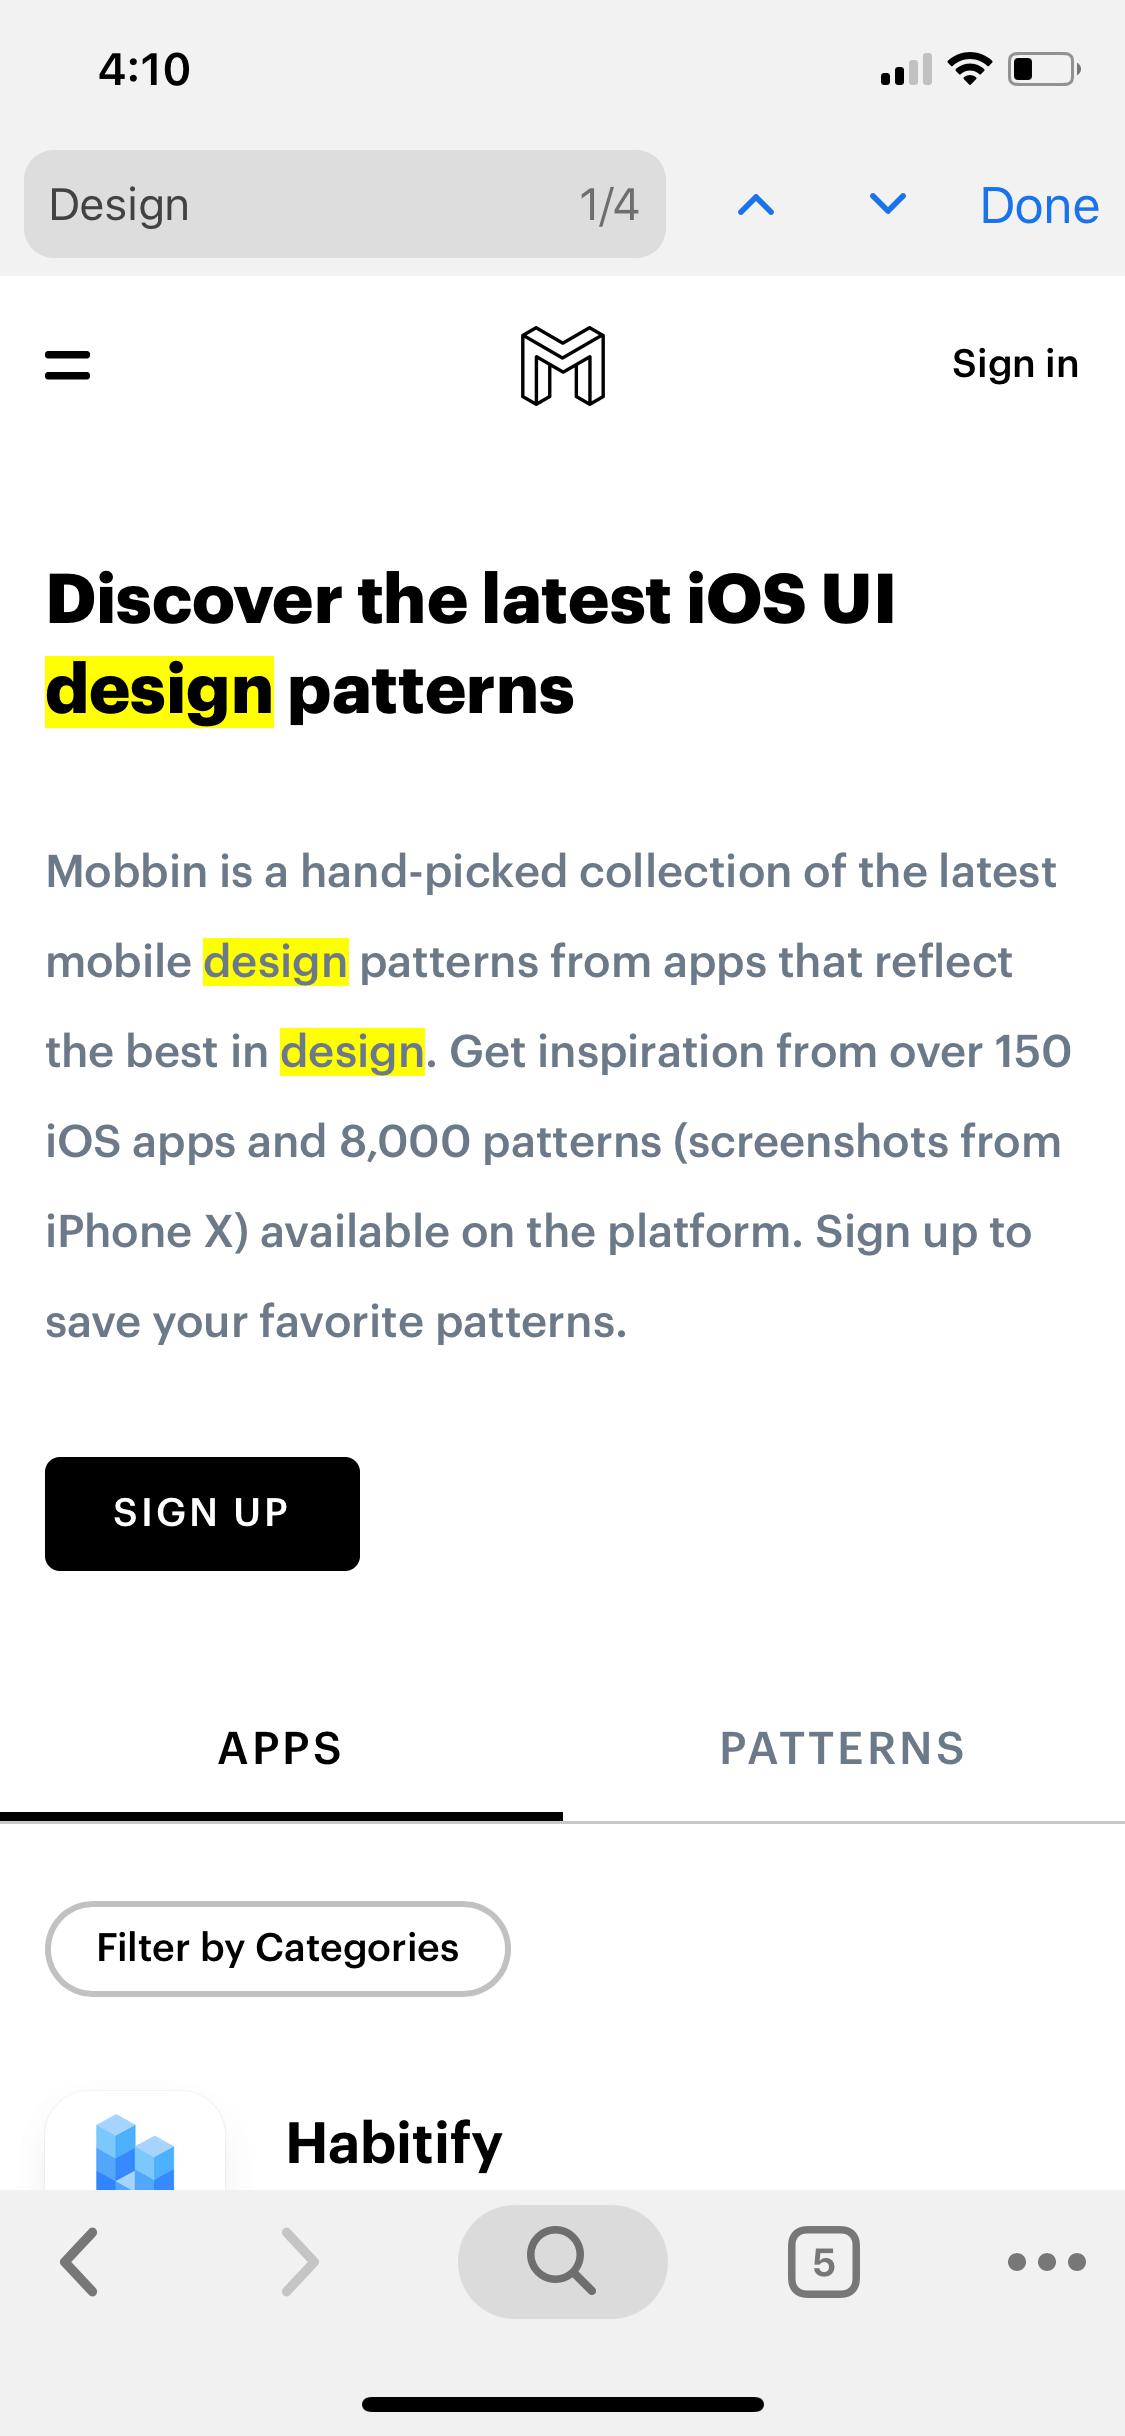 4:10
Design 1/4 Done
Sign in
Discover the latest iOS UI
design patterns
Mobbin is a hand-picked collection of the latest
mobile design patterns from apps that reflect
the best in design. Get inspiration from over 150
iOS apps and 8,000 patterns (screenshots from
iPhone X) available on the platform. Sign up to
save your favorite patterns.
SIGN UP
APPS PATTERNS
Filter by Categories
Habitify
5